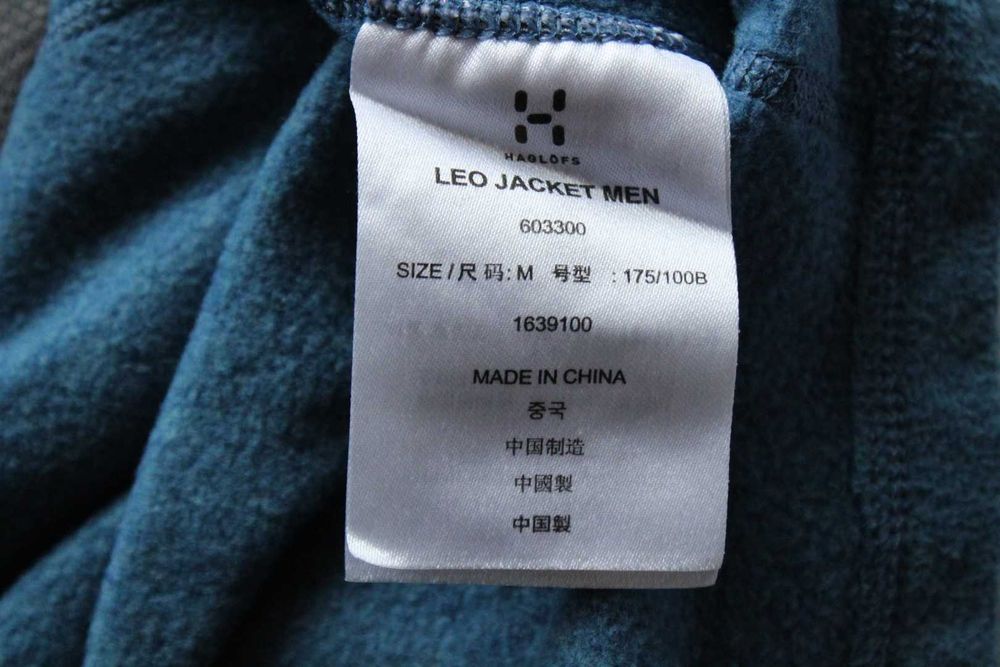 HAGLÖFS
LEO JACKET MEN
603300
SIZE / 尺码: M 号型 : 175/100B
1639100
MADE IN CHINA
중국
中国制造
中國製
中国製